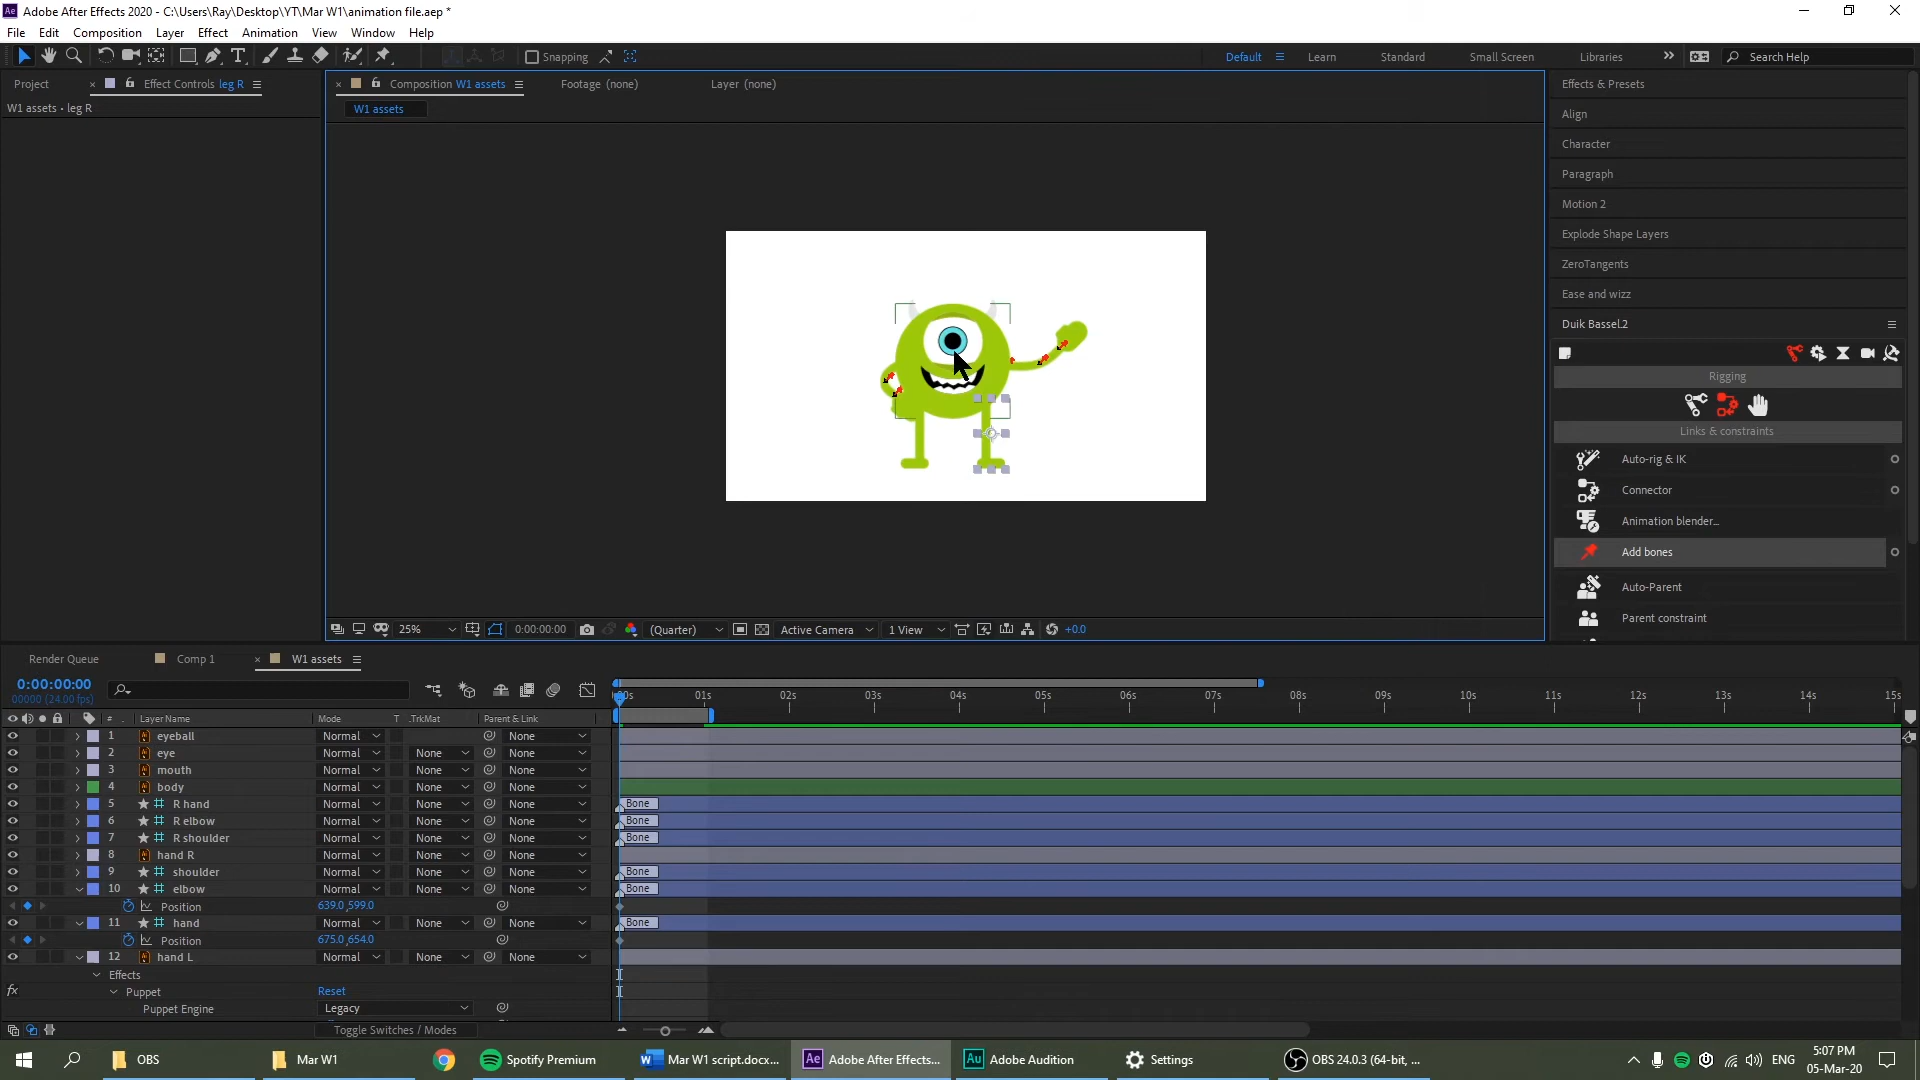 Adobe After Effects 2020 - C:\Users\Ray\Desktop\YT\Mar W1\animation file.aep *
File Edit Composition Layer Effect Animation View Window Help
Snapping
Default Learn Standard Small Screen Libraries Search Help
Project Effect Controls leg R
Composition W1 assets Footage (none) Layer (none)
W1 assets • leg R
W1 assets
Effects & Presets
Align
Character
Paragraph
Motion 2
Explode Shape Layers
ZeroTangents
Ease and wizz
Duik Bassel.2
Rigging
Links & constraints
Auto-rig & IK
Connector
Animation blender...
Add bones
Auto-Parent
Parent constraint
25% 0:00:00:00 (Quarter) Active Camera 1 View +0.0
Render Queue Comp 1 W1 assets
0:00:00:00
00000 (24.00 fps)
01s 02s 03s 04s 05s 06s 07s 08s 09s 10s 11s 12s 13s 14s 15s
# Layer Name Mode T .TrkMat Parent & Link
1 eyeball Normal None
2 eye Normal None None
3 mouth Normal None None
4 body Normal None None
5 R hand Normal None None Bone
6 R elbow Normal None None Bone
7 R shoulder Normal None None Bone
8 hand R Normal None None
9 shoulder Normal None None Bone
10 elbow Normal None None Bone
Position 639.0,599.0
11 hand Normal None None Bone
Position 675.0,654.0
12 hand L Normal None None
Effects
fx Puppet Reset
Puppet Engine Legacy
Toggle Switches / Modes
OBS Mar W1 Spotify Premium Mar W1 script.docx... Adobe After Effects... Adobe Audition Settings OBS 24.0.3 (64-bit, ... ENG
5:07 PM
05-Mar-20